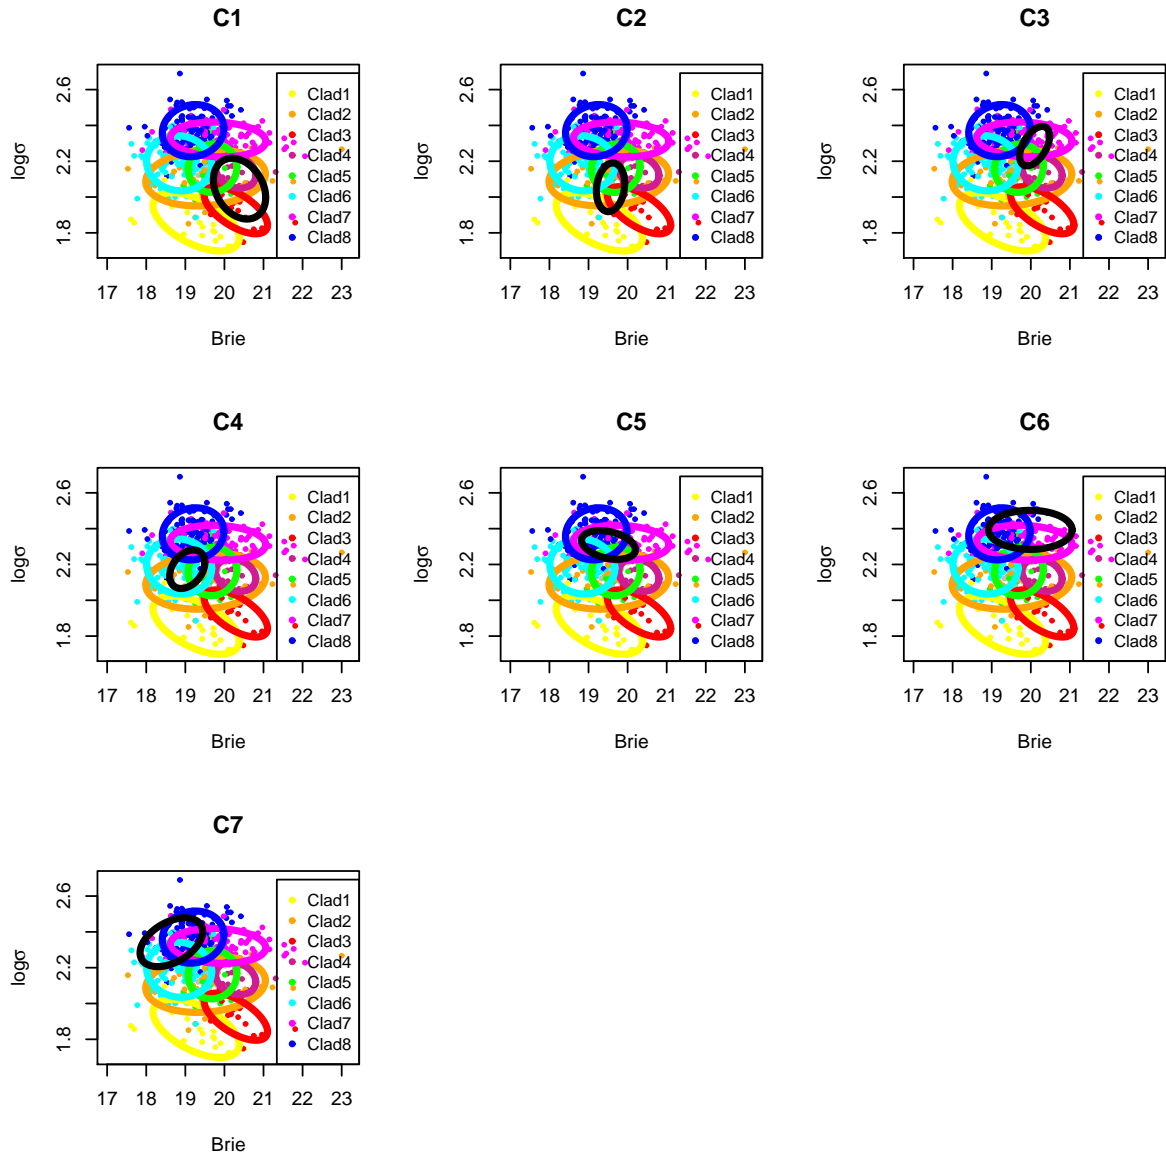 C1
C2
C3
logσ
2.6
2.2
1.8
Clad1
Clad2
Clad3
Clad4
Clad5
Clad6
Clad7
Clad8
17 18 19 20 21 22 23
Brie
logσ
2.6
2.2
1.8
Clad1
Clad2
Clad3
Clad4
Clad5
Clad6
Clad7
Clad8
17 18 19 20 21 22 23
Brie
logσ
2.6
2.2
1.8
Clad1
Clad2
Clad3
Clad4
Clad5
Clad6
Clad7
Clad8
17 18 19 20 21 22 23
Brie
C4
C5
C6
logσ
2.6
2.2
1.8
Clad1
Clad2
Clad3
Clad4
Clad5
Clad6
Clad7
Clad8
17 18 19 20 21 22 23
Brie
logσ
2.6
2.2
1.8
Clad1
Clad2
Clad3
Clad4
Clad5
Clad6
Clad7
Clad8
17 18 19 20 21 22 23
Brie
logσ
2.6
2.2
1.8
Clad1
Clad2
Clad3
Clad4
Clad5
Clad6
Clad7
Clad8
17 18 19 20 21 22 23
Brie
C7
logσ
2.6
2.2
1.8
Clad1
Clad2
Clad3
Clad4
Clad5
Clad6
Clad7
Clad8
17 18 19 20 21 22 23
Brie